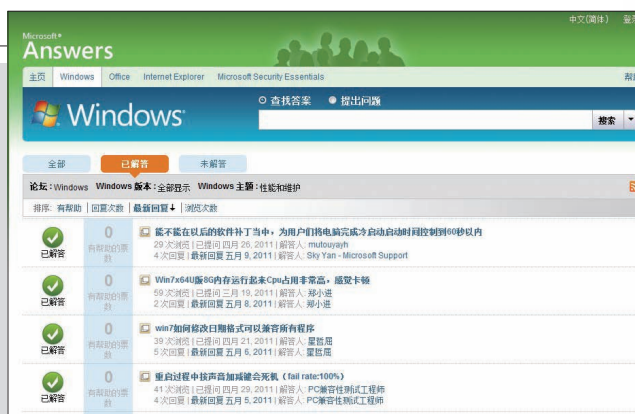 中文(简体)
Microsoft®
Answers
主页 Windows Office Internet Explorer Microsoft Security Essentials
Windows
查找答案 提出问题
搜索
全部 已解答 未解答
论坛:Windows Windows 版本:全部显示 Windows 主题:性能和维护
排序: 有帮助 | 回复次数 | 最新回复 | 浏览次数
已解答
0
有帮助的票数
能不能在以后的软件补丁当中,为用户们将电脑完成冷启动启动时间控制到60秒以内
29 次浏览 | 已提问 四月 26, 2011 | 解答人: mutouyayh
4 次回复 | 最新回复 五月 9, 2011 | 解答人: Sky Yan - Microsoft Support
已解答
0
有帮助的票数
Win7x64U版8G内存运行起来Cpu占用非常高,感觉卡顿
59 次浏览 | 已提问 三月 19, 2011 | 解答人: 郑小进
2 次回复 | 最新回复 五月 8, 2011 | 解答人: 郑小进
已解答
0
有帮助的票数
win7如何修改日期格式可以兼容所有程序
39 次浏览 | 已提问 四月 21, 2011 | 解答人: 星哲屈
5 次回复 | 最新回复 五月 6, 2011 | 解答人: 星哲屈
已解答
0
有帮助的票数
重启过程中按声音加减键会死机 (fail rate:100%)
41 次浏览 | 已提问 四月 29, 2011 | 解答人: PC兼容性测试工程师
4 次回复 | 最新回复 五月 5, 2011 | 解答人: PC兼容性测试工程师